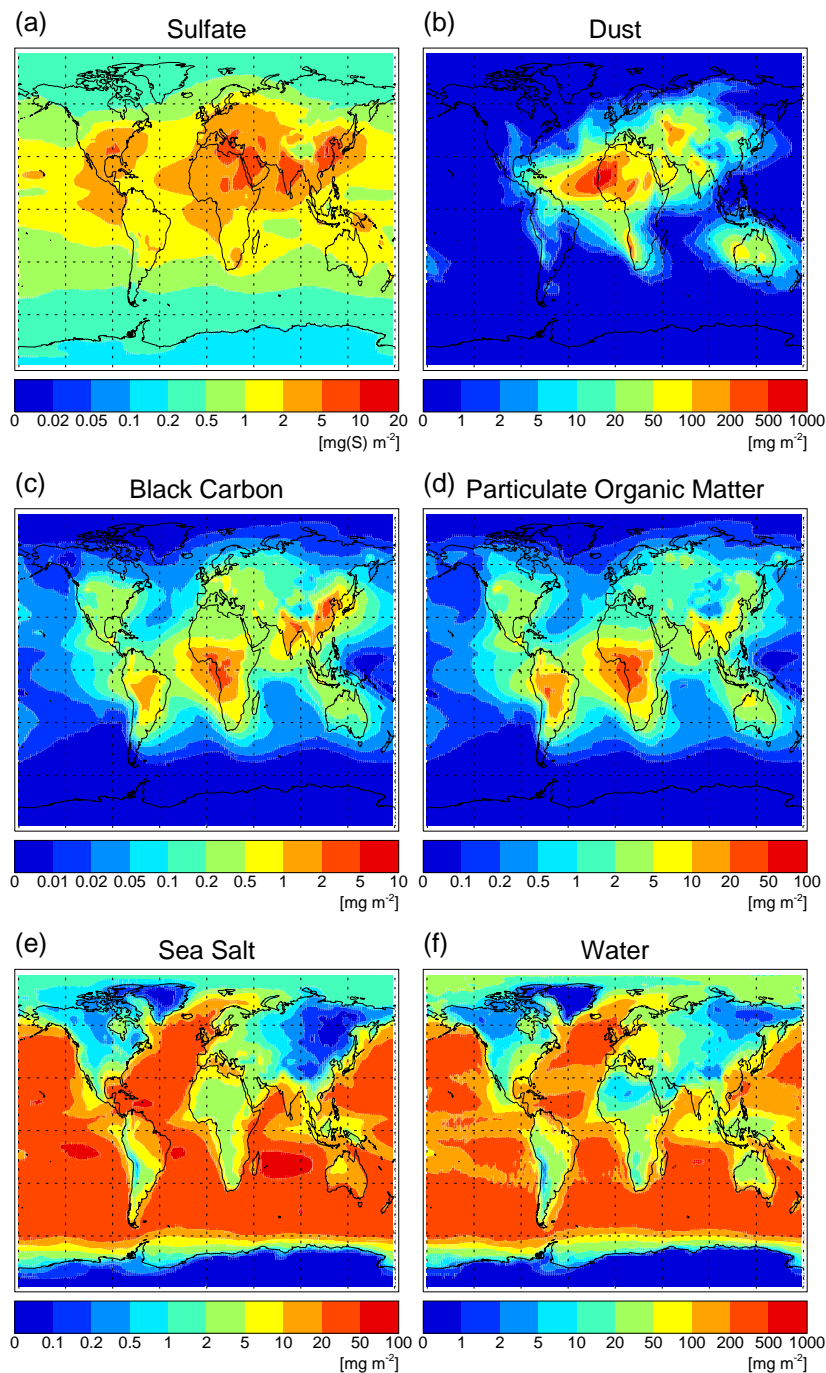 (a) Sulfate
(b) Dust
0 0.02 0.05 0.1 0.2 0.5 1 2 5 10 20
[mg(S) m⁻²]
0 1 2 5 10 20 50 100 200 500 1000
[mg m⁻²]
(c) Black Carbon
(d) Particulate Organic Matter
0 0.01 0.02 0.05 0.1 0.2 0.5 1 2 5 10
[mg m⁻²]
0 0.1 0.2 0.5 1 2 5 10 20 50 100
[mg m⁻²]
(e) Sea Salt
(f) Water
0 0.1 0.2 0.5 1 2 5 10 20 50 100
[mg m⁻²]
0 1 2 5 10 20 50 100 200 500 1000
[mg m⁻²]